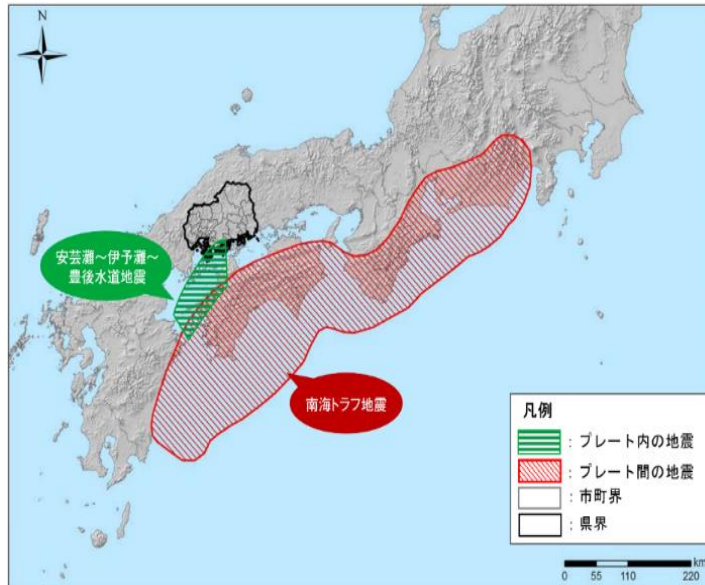 N
安芸灘～伊予灘～
豊後水道地震
南海トラフ地震
凡例
：プレート内の地震
：プレート間の地震
：市町界
：県界
km
0 55 110 220